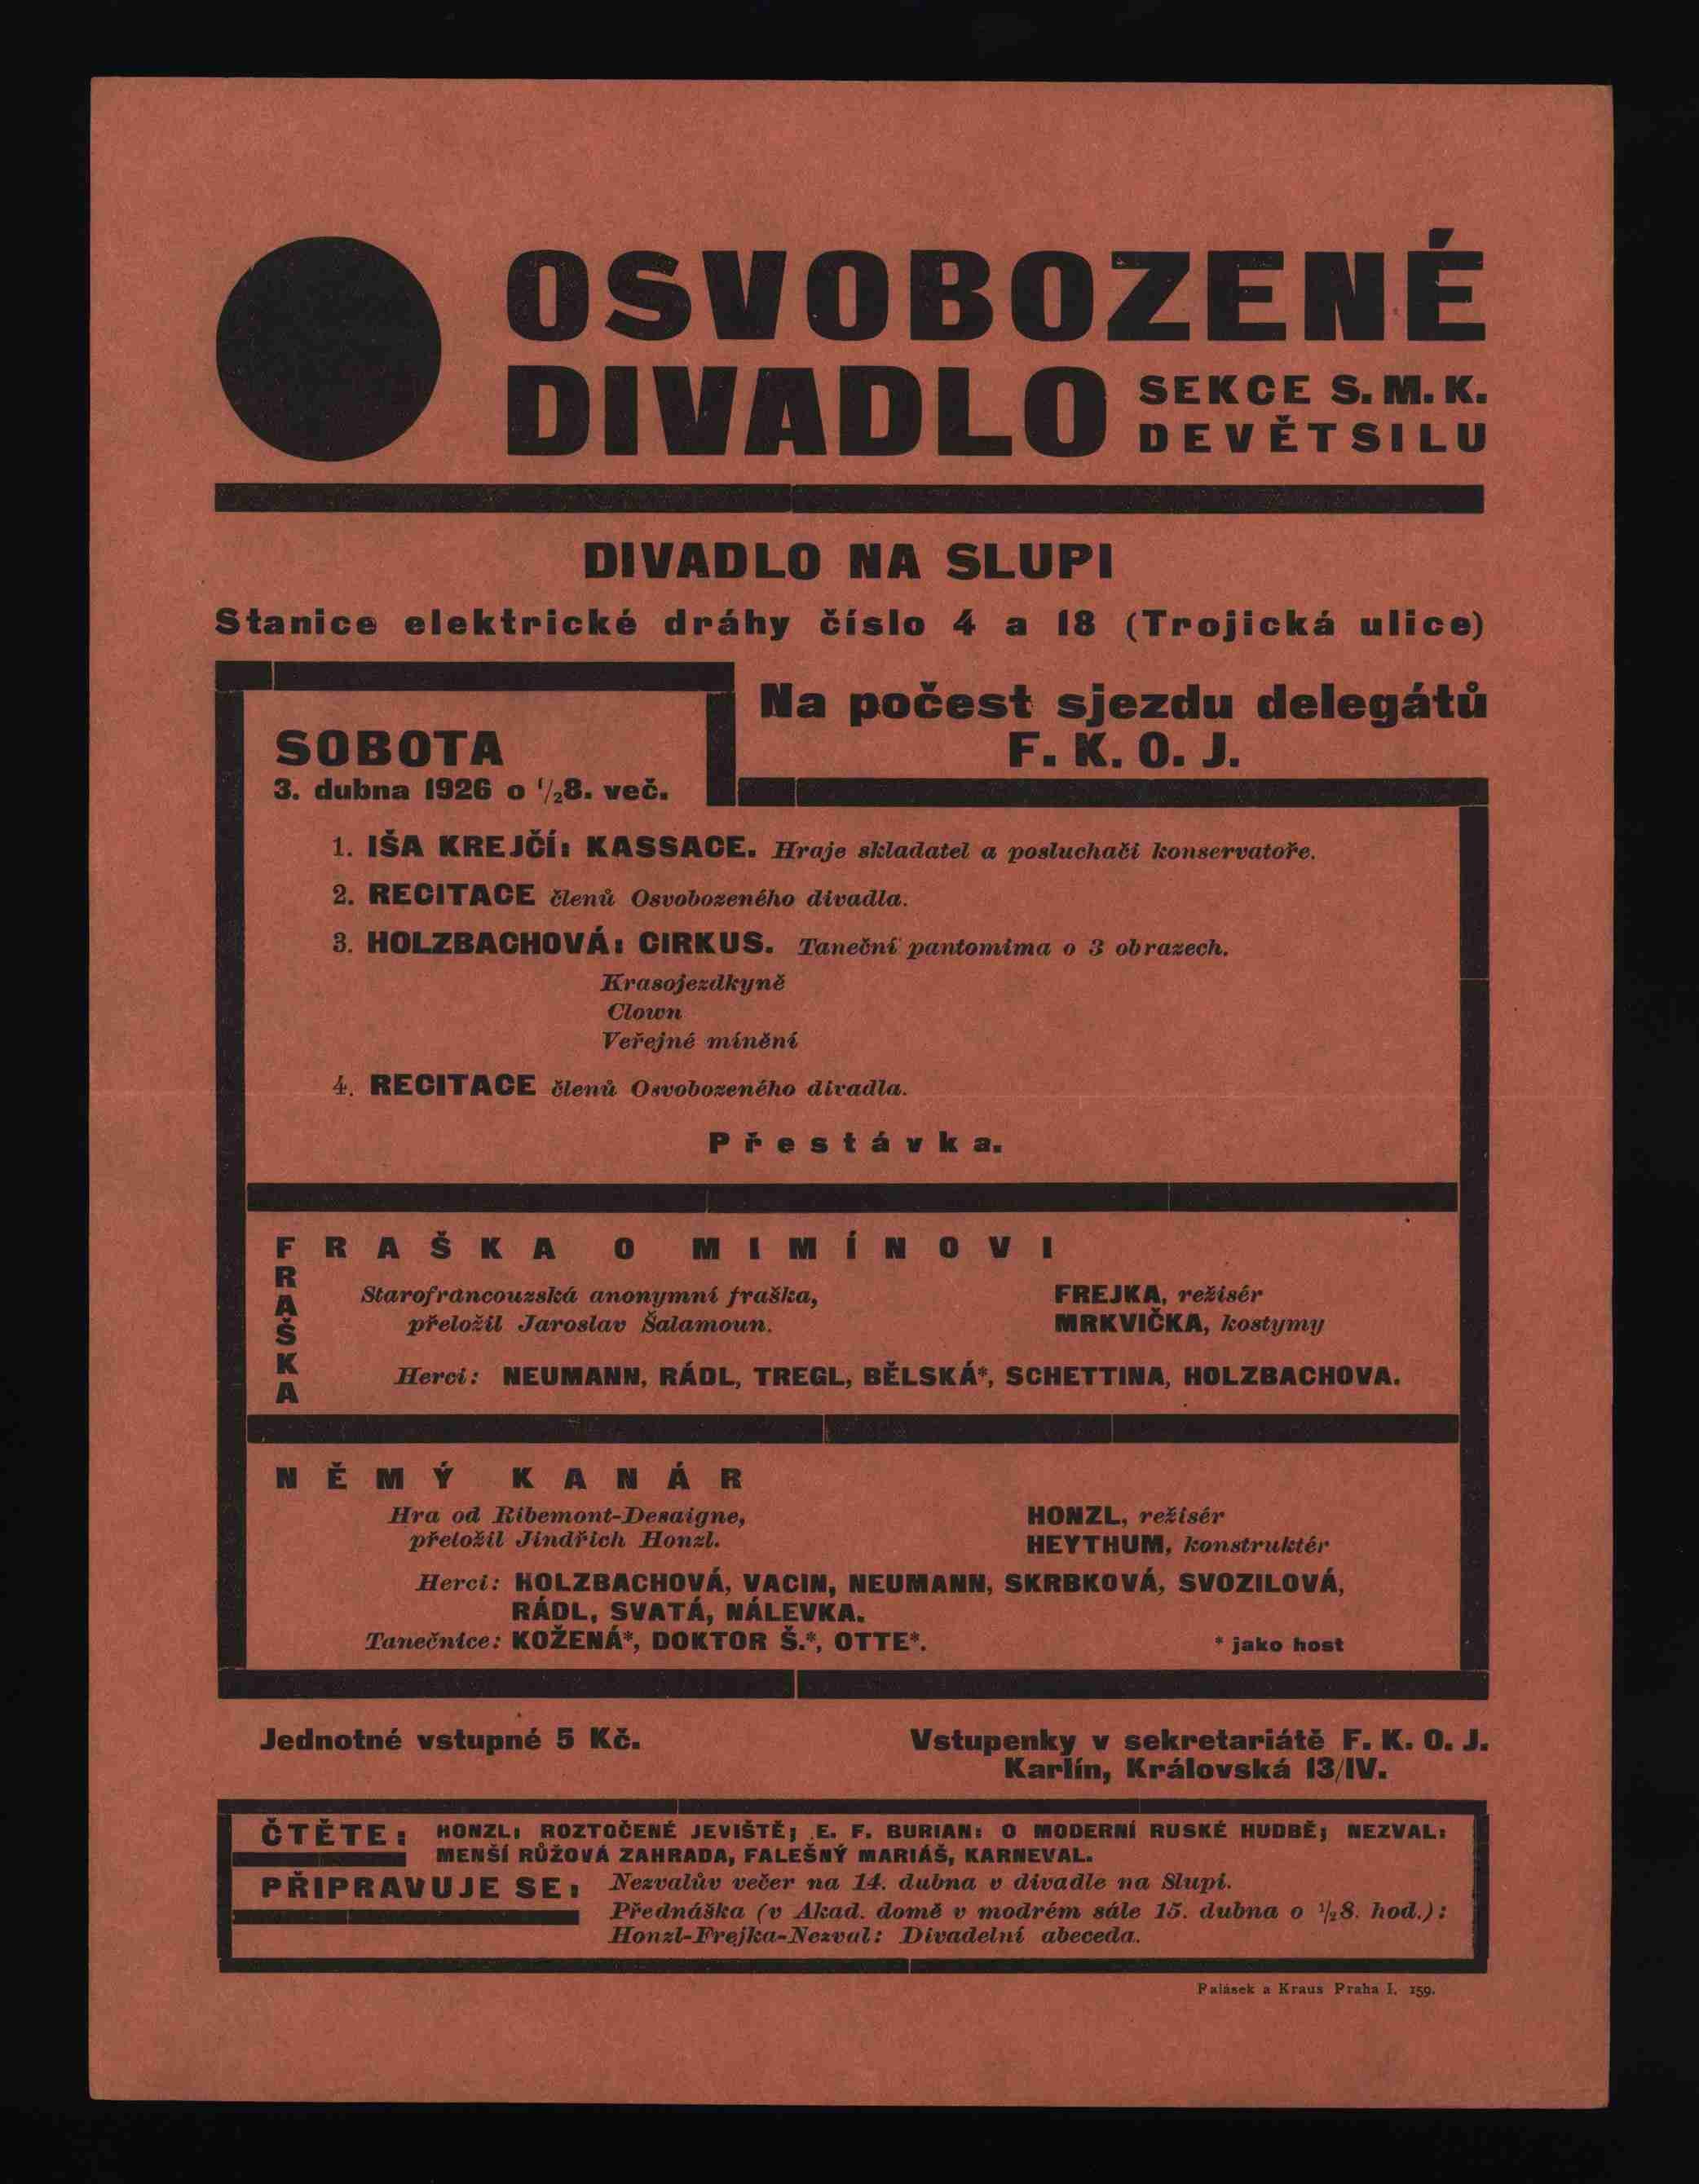 OSVOBOZENÉ
DIVADLO
SEKCE S. M. K.
DEVĚTSILU
DIVADLO NA SLUPI
Stanice elektrické dráhy číslo 4 a 18 (Trojická ulice)
Na počest sjezdu delegátů
F. K. O. J.
SOBOTA
3. dubna 1926 o 1/28. več.
1. IŠA KREJČÍ: KASSACE. Hraje skladatel a posluchači konservatoře.
2. RECITACE členů Osvobozeného divadla.
3. HOLZBACHOVÁ: CIRKUS. Taneční pantomima o 3 obrazech.
Krasojezdkyně
Clown
Veřejné mínění
4. RECITACE členů Osvobozeného divadla.
Přestávka.
FRAŠKA O MIMÍNOVI
FRAŠKA
Starofrancouzská anonymní fraška,
přeložil Jaroslav Šalamoun.
FREJKA, režisér
MRKVIČKA, kostymy
Herci: NEUMANN, RÁDL, TREGL, BĚLSKÁ*, SCHETTINA, HOLZBACHOVA.
NĚMÝ KANÁR
Hra od Ribemont-Desaigne,
přeložil Jindřich Honzl.
HONZL, režisér
HEYTHUM, konstruktér
Herci: HOLZBACHOVÁ, VACIN, NEUMANN, SKRBKOVÁ, SVOZILOVÁ,
RÁDL, SVATÁ, NÁLEVKA.
Tanečnice: KOŽENÁ*, DOKTOR Š.*, OTTE*.
* jako host
Jednotné vstupné 5 Kč.
Vstupenky v sekretariátě F. K. O. J.
Karlín, Královská 13/IV.
ČTĚTE: HONZL: ROZTOČENÉ JEVIŠTĚ; E. F. BURIAN: O MODERNÍ RUSKÉ HUDBĚ; NEZVAL:
MENŠÍ RŮŽOVÁ ZAHRADA, FALEŠNÝ MARIÁŠ, KARNEVAL.
PŘIPRAVUJE SE: Nezvalův večer na 14. dubna v divadle na Slupi.
Přednáška (v Akad. domě v modrém sále 15. dubna o 1/28. hod.):
Honzl-Frejka-Nezval: Divadelní abeceda.
Palásek a Kraus Praha I. 159.